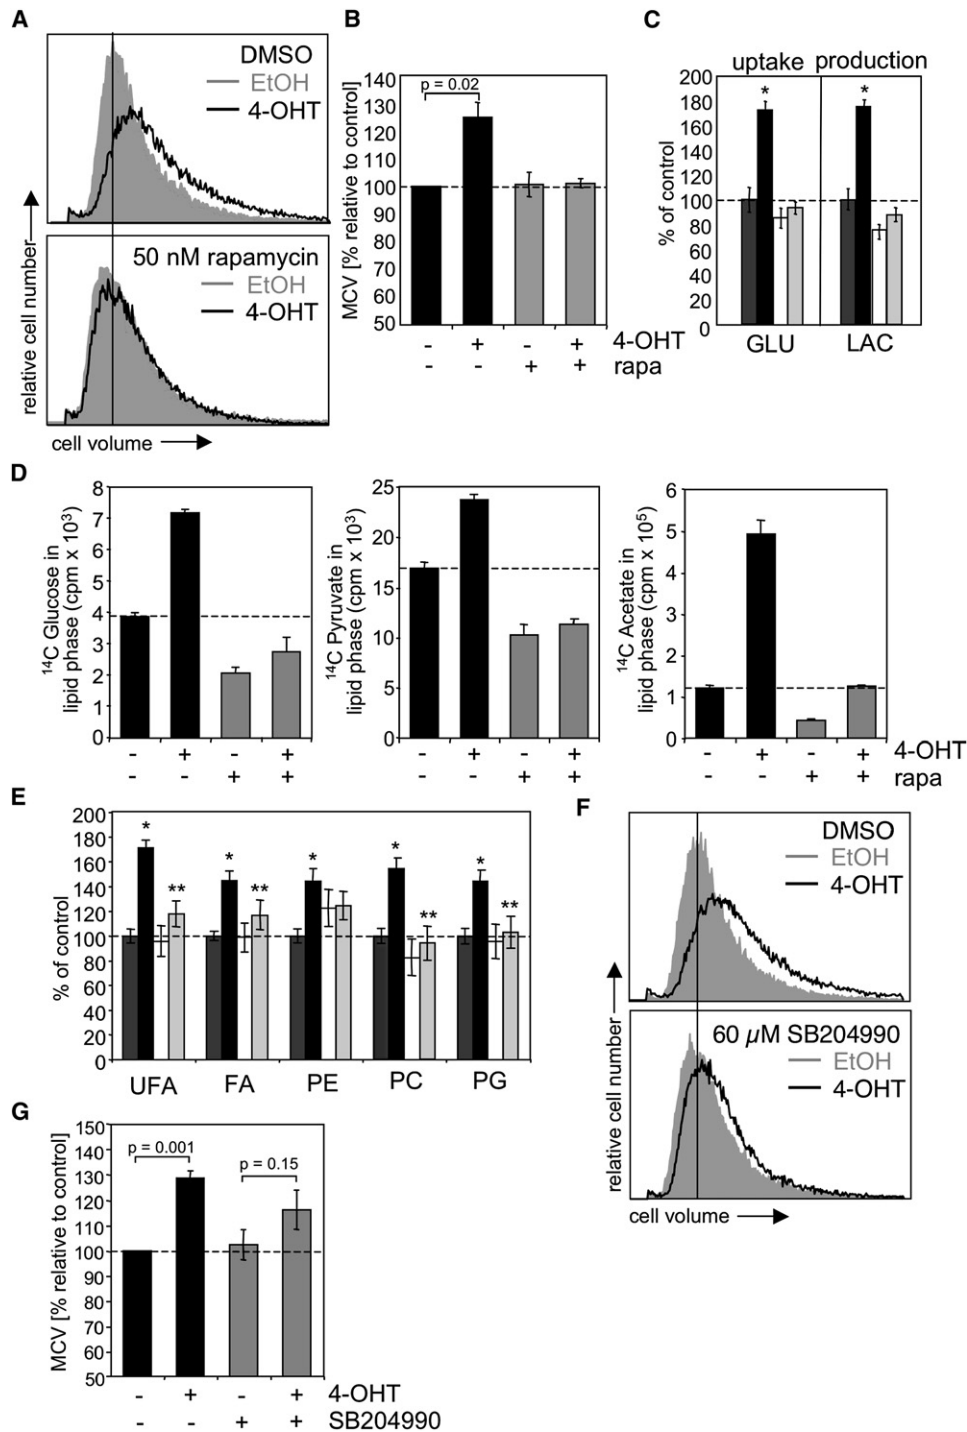 A
DMSO
EtOH
4-OHT
50 nM rapamycin
EtOH
4-OHT
relative cell number
cell volume
B
MCV [% relative to control]
140
130
120
110
100
90
80
70
60
50
p = 0.02
- + - + 4-OHT
- - + + rapa
C
uptake production
% of control
200
180
160
140
120
100
80
60
40
20
0
* *
GLU LAC
D
14C Glucose in
lipid phase (cpm x 10³)
8
7
6
5
4
3
2
1
0
- + - +
- - + +
14C Pyruvate in
lipid phase (cpm x 10³)
25
20
15
10
5
0
- + - +
- - + +
14C Acetate in
lipid phase (cpm x 10⁵)
6
5
4
3
2
1
0
- + - + 4-OHT
- - + + rapa
E
% of control
200
180
160
140
120
100
80
60
40
20
0
* ** * ** * * ** * **
UFA FA PE PC PG
F
DMSO
EtOH
4-OHT
60 µM SB204990
EtOH
4-OHT
relative cell number
cell volume
G
MCV [% relative to control]
150
140
130
120
110
100
90
80
70
60
50
p = 0.001
p = 0.15
- + - + 4-OHT
- - + + SB204990